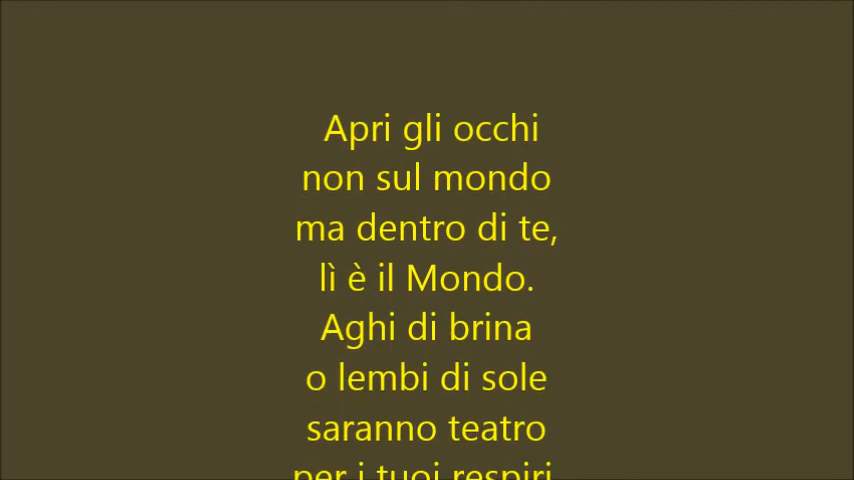 Apri gli occhi
non sul mondo
ma dentro di te,
lì è il Mondo.
Aghi di brina
o lembi di sole
saranno teatro
per i tuoi respiri